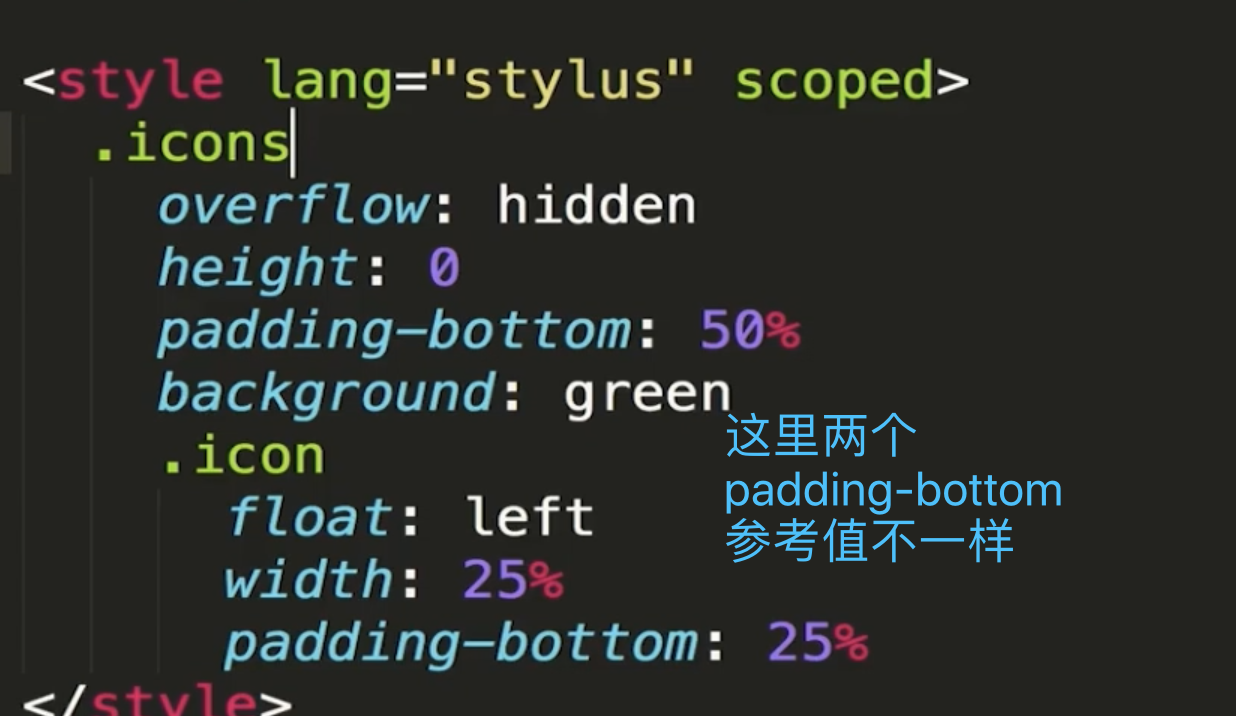 <style lang="stylus" scoped>
.icons
overflow: hidden
height: 0
padding-bottom: 50%
background: green
.icon
float: left
width: 25%
padding-bottom: 25%
</style>
这里两个
padding-bottom
参考值不一样